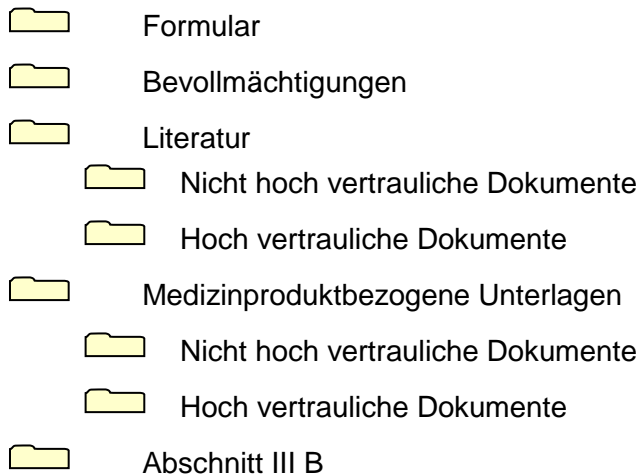 Formular
Bevollmächtigungen
Literatur
Nicht hoch vertrauliche Dokumente
Hoch vertrauliche Dokumente
Medizinproduktbezogene Unterlagen
Nicht hoch vertrauliche Dokumente
Hoch vertrauliche Dokumente
Abschnitt III B